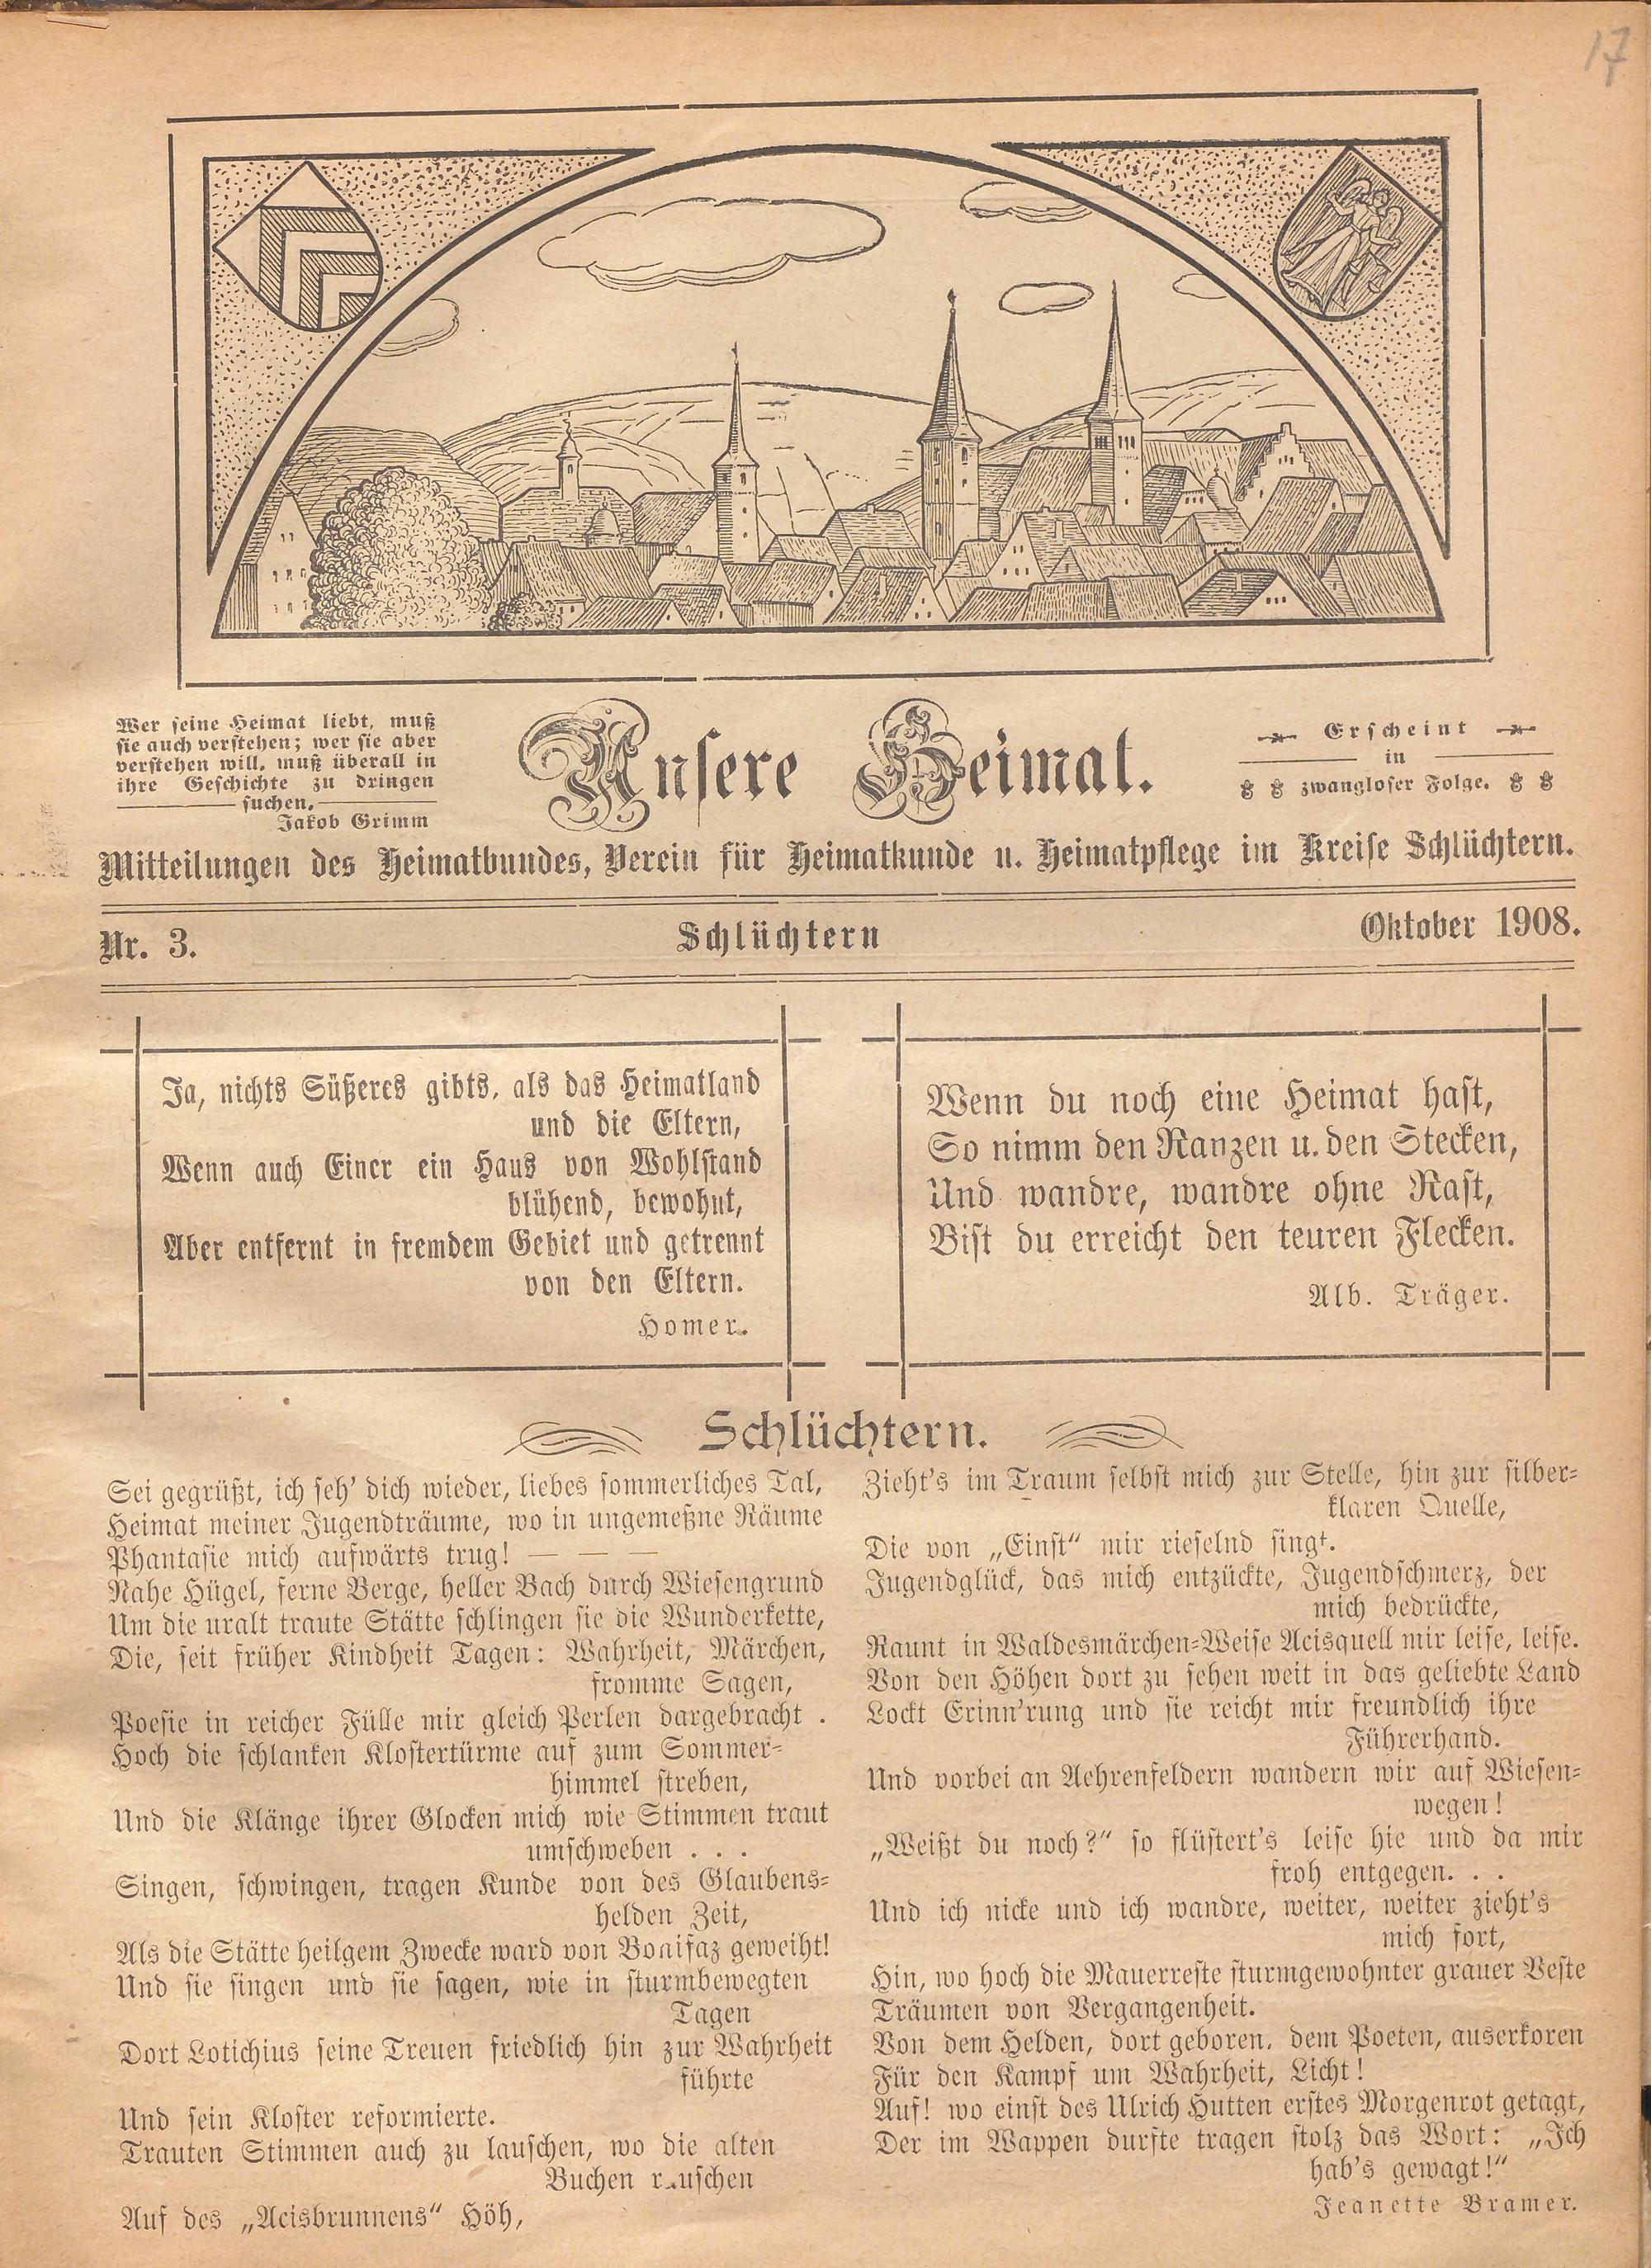 17
Wer seine Heimat liebt, muß
sie auch verstehen; wer sie aber
verstehen will, muß überall in
ihre Geschichte zu dringen
suchen.
Jakob Grimm
Unsere Heimat.
Erscheint
in
zwangloser Folge.
Mitteilungen des Heimatbundes, Verein für Heimatkunde u. Heimatpflege im Kreise Schlüchtern.
Nr. 3. Schlüchtern Oktober 1908.
Ja, nichts Süßeres gibts, als das Heimatland
und die Eltern,
Wenn auch Einer ein Haus von Wohlstand
blühend, bewohnt,
Aber entfernt in fremdem Gebiet und getrennt
von den Eltern.
Homer.
Wenn du noch eine Heimat hast,
So nimm den Ranzen u. den Stecken,
Und wandre, wandre ohne Rast,
Bist du erreicht den teuren Flecken.
Alb. Träger.
Schlüchtern.
Sei gegrüßt, ich seh' dich wieder, liebes sommerliches Tal,
Heimat meiner Jugendträume, wo in ungemeßne Räume
Phantasie mich aufwärts trug! — — —
Nahe Hügel, ferne Berge, heller Bach durch Wiesengrund
Um die uralt traute Stätte schlingen sie die Wunderkette,
Die, seit früher Kindheit Tagen: Wahrheit, Märchen,
fromme Sagen,
Poesie in reicher Fülle mir gleich Perlen dargebracht .
Hoch die schlanken Klostertürme auf zum Sommer-
himmel streben,
Und die Klänge ihrer Glocken mich wie Stimmen traut
umschweben . . .
Singen, schwingen, tragen Kunde von des Glaubens-
helden Zeit,
Als die Stätte heilgem Zwecke ward von Bonifaz geweiht!
Und sie singen und sie sagen, wie in sturmbewegten
Tagen
Dort Lotichius seine Treuen friedlich hin zur Wahrheit
führte
Und sein Kloster reformierte.
Trauten Stimmen auch zu lauschen, wo die alten
Buchen rauschen
Auf des „Acisbrunnens“ Höh,
Zieht's im Traum selbst mich zur Stelle, hin zur silber-
klaren Quelle,
Die von „Einst“ mir rieselnd singt.
Jugendglück, das mich entzückte, Jugendschmerz, der
mich bedrückte,
Raunt in Waldesmärchen-Weise Acisquell mir leise, leise.
Von den Höhen dort zu sehen weit in das geliebte Land
Lockt Erinn'rung und sie reicht mir freundlich ihre
Führerhand.
Und vorbei an Aehrenfeldern wandern wir auf Wiesen-
wegen!
„Weißt du noch?“ so flüstert's leise hie und da mir
froh entgegen. . .
Und ich nicke und ich wandre, weiter, weiter zieht's
mich fort,
Hin, wo hoch die Mauerreste sturmgewohnter grauer Veste
Träumen von Vergangenheit.
Von dem Helden, dort geboren, dem Poeten, auserkoren
Für den Kampf um Wahrheit, Licht!
Auf! wo einst des Ulrich Hutten erstes Morgenrot getagt,
Der im Wappen durfte tragen stolz das Wort: „Ich
hab's gewagt!“
Jeanette Bramer.